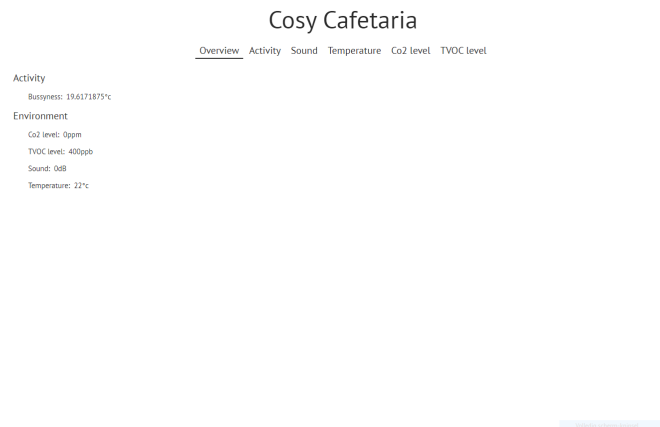 Cosy Cafetaria
Overview Activity Sound Temperature Co2 level TVOC level
Activity
Bussyness: 19.6171875°c
Environment
Co2 level: 0ppm
TVOC level: 400ppb
Sound: 0dB
Temperature: 22°c